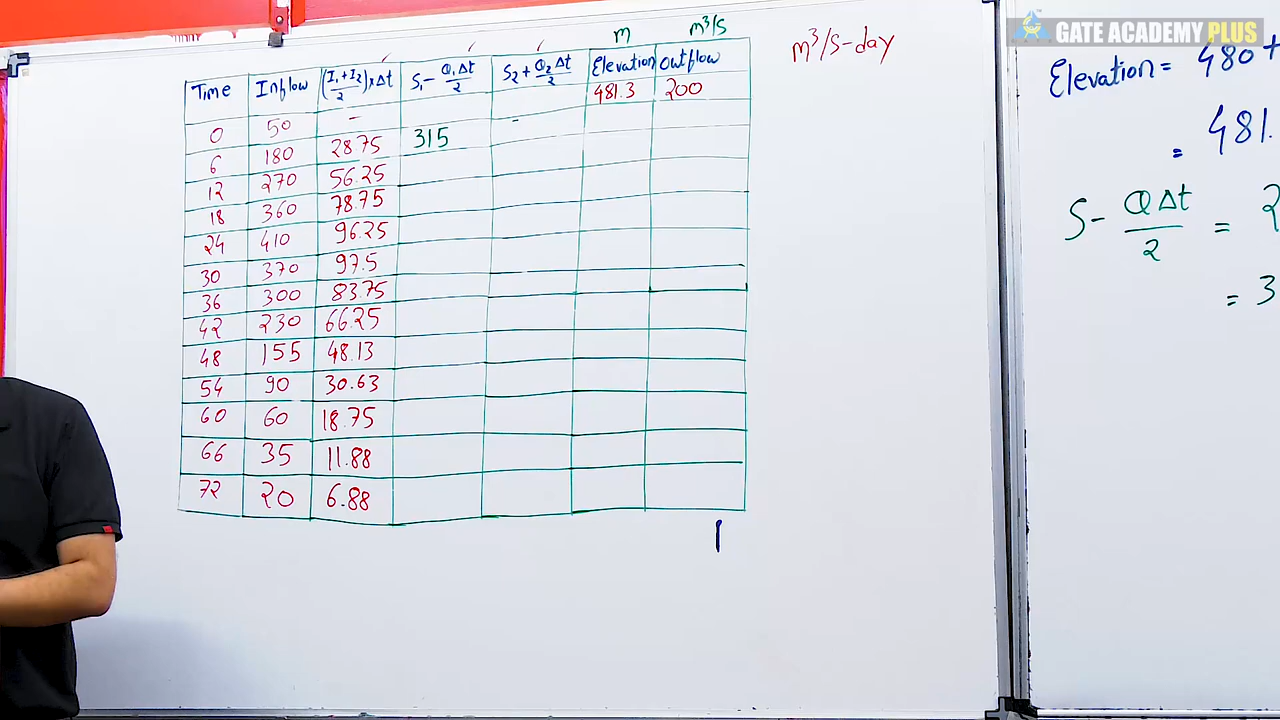 GATE ACADEMY PLUS
m m³/s
m³/s-day
Time Inflow (I₁+I₂/2)×Δt S₁-Q₁Δt/2 S₂+Q₂Δt/2 Elevation outflow
481.3 200
0 50 -  -
6 180 28.75 315
12 270 56.25
18 360 78.75
24 410 96.25
30 370 97.5
36 300 83.75
42 230 66.25
48 155 48.13
54 90 30.63
60 60 18.75
66 35 11.88
72 20 6.88
Elevation = 480+
= 481.
S-QΔt/2 = 2
= 3